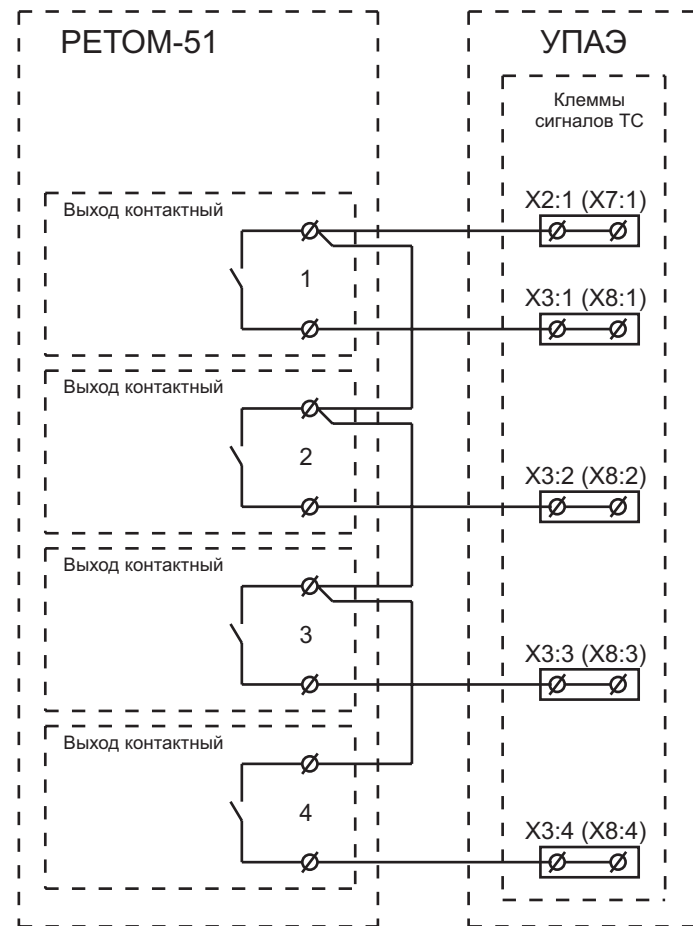 РЕТОМ-51
УПАЭ
Клеммы
сигналов ТС
Выход контактный
1
X2:1 (X7:1)
X3:1 (X8:1)
Выход контактный
2
X3:2 (X8:2)
Выход контактный
3
X3:3 (X8:3)
Выход контактный
4
X3:4 (X8:4)